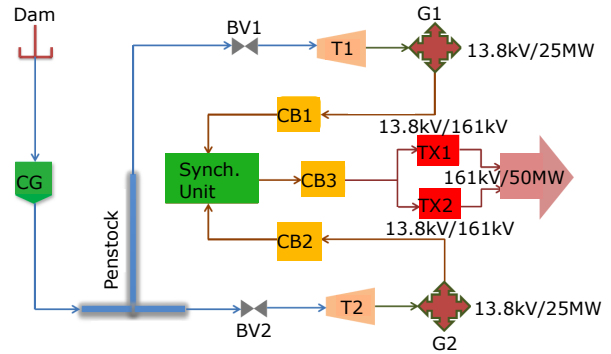 Dam
G1
BV1
T1
13.8kV/25MW
CB1
13.8kV/161kV
CG
Synch.
Unit
CB3
TX1
161kV/50MW
TX2
Penstock
CB2
13.8kV/161kV
BV2
T2
13.8kV/25MW
G2